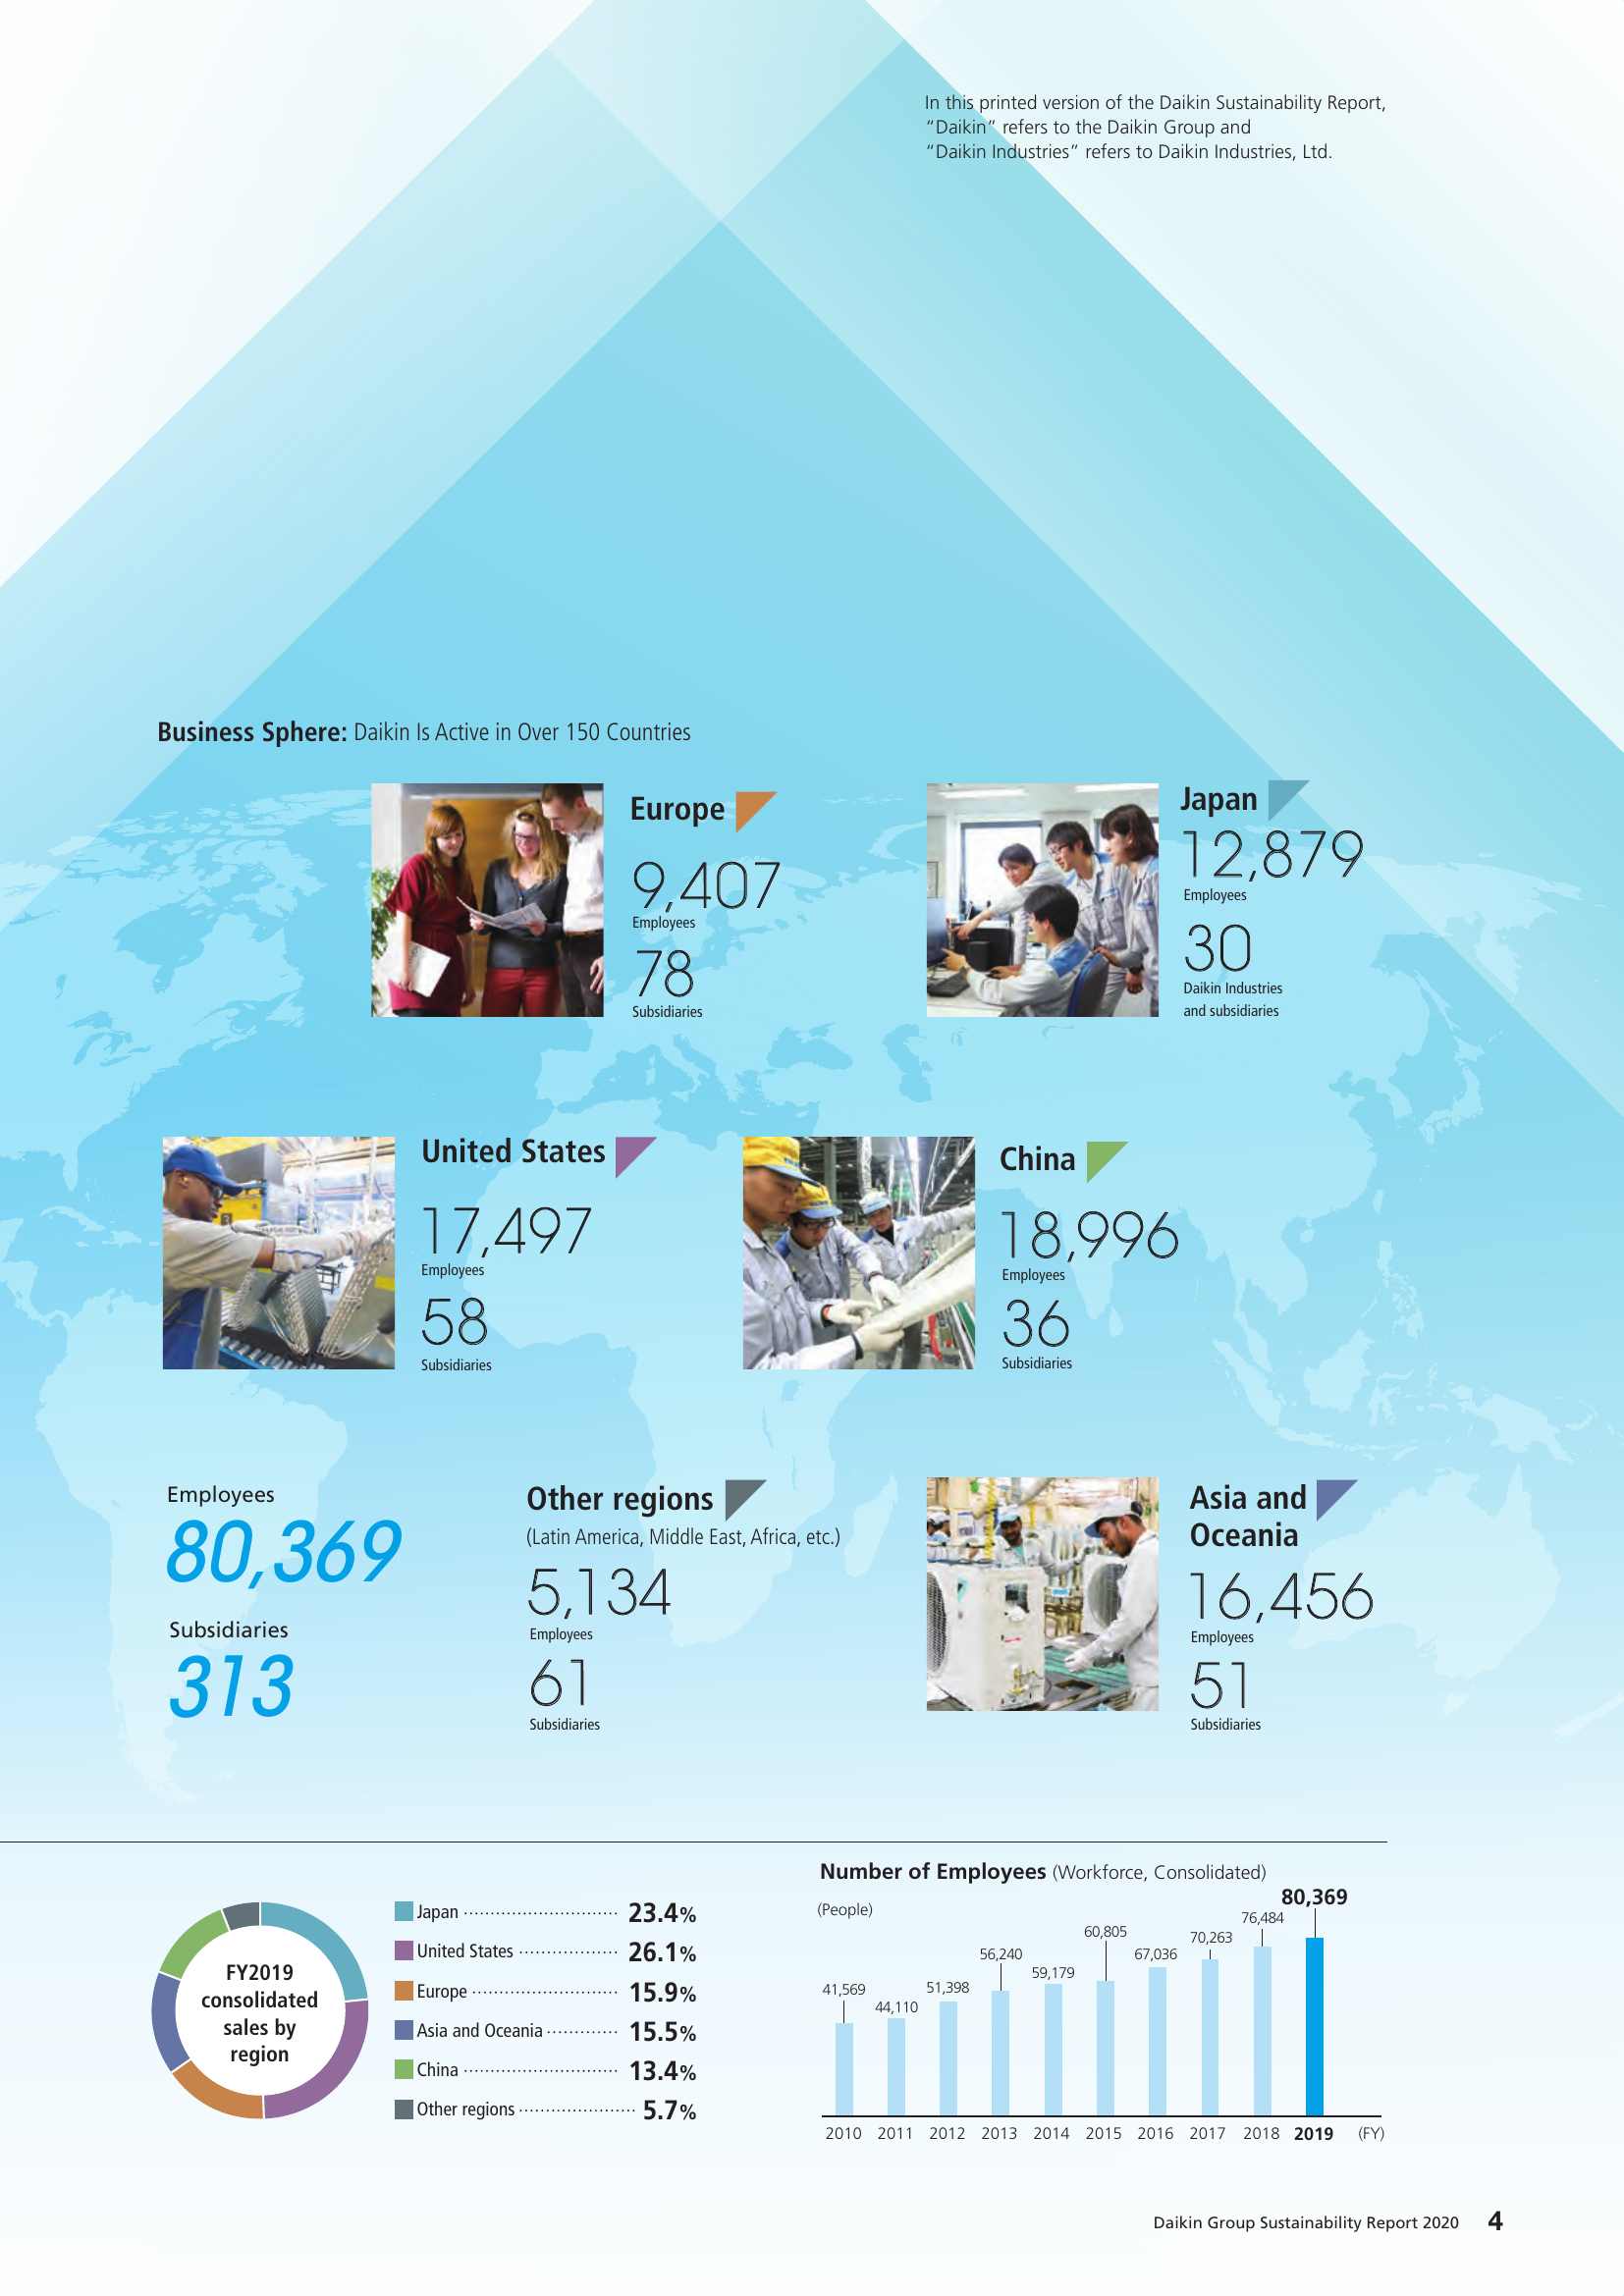 In this printed version of the Daikin Sustainability Report,
“Daikin” refers to the Daikin Group and
“Daikin Industries” refers to Daikin Industries, Ltd.
Business Sphere: Daikin Is Active in Over 150 Countries
Europe
9,407
Employees
78
Subsidiaries
Japan
12,879
Employees
30
Daikin Industries
and subsidiaries
United States
17,497
Employees
58
Subsidiaries
China
18,996
Employees
36
Subsidiaries
Employees
80,369
Subsidiaries
313
Other regions
(Latin America, Middle East, Africa, etc.)
5,134
Employees
61
Subsidiaries
Asia and
Oceania
16,456
Employees
51
Subsidiaries
FY2019
consolidated
sales by
region
Japan 23.4%
United States 26.1%
Europe 15.9%
Asia and Oceania 15.5%
China 13.4%
Other regions 5.7%
Number of Employees (Workforce, Consolidated)
(People)
41,569
44,110
51,398
56,240
59,179
60,805
67,036
70,263
76,484
80,369
2010 2011 2012 2013 2014 2015 2016 2017 2018 2019 (FY)
Daikin Group Sustainability Report 2020 4